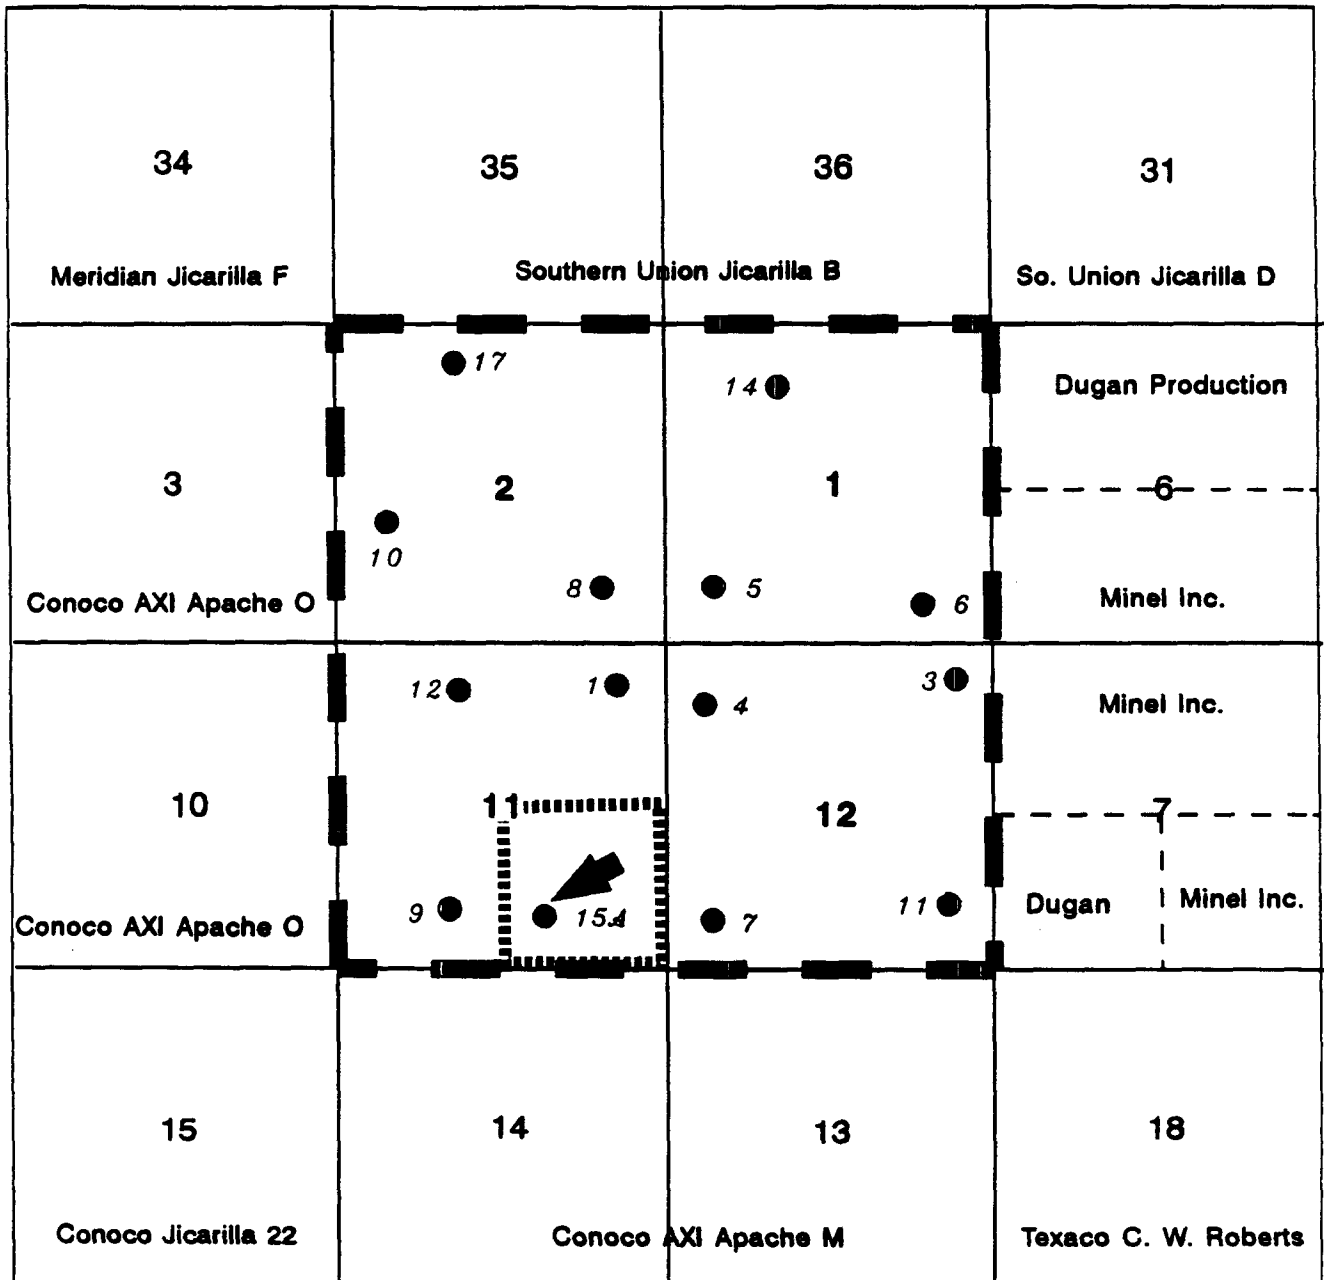 34
35
36
31
Meridian Jicarilla F
Southern Union Jicarilla B
So. Union Jicarilla D
17
14
Dugan Production
3
2
1
6
10
8
5
6
Conoco AXI Apache O
Minel Inc.
12
1
4
3
Minel Inc.
10
11
12
7
9
15A
7
11
Dugan
Minel Inc.
Conoco AXI Apache O
15
14
13
18
Conoco Jicarilla 22
Conoco AXI Apache M
Texaco C. W. Roberts